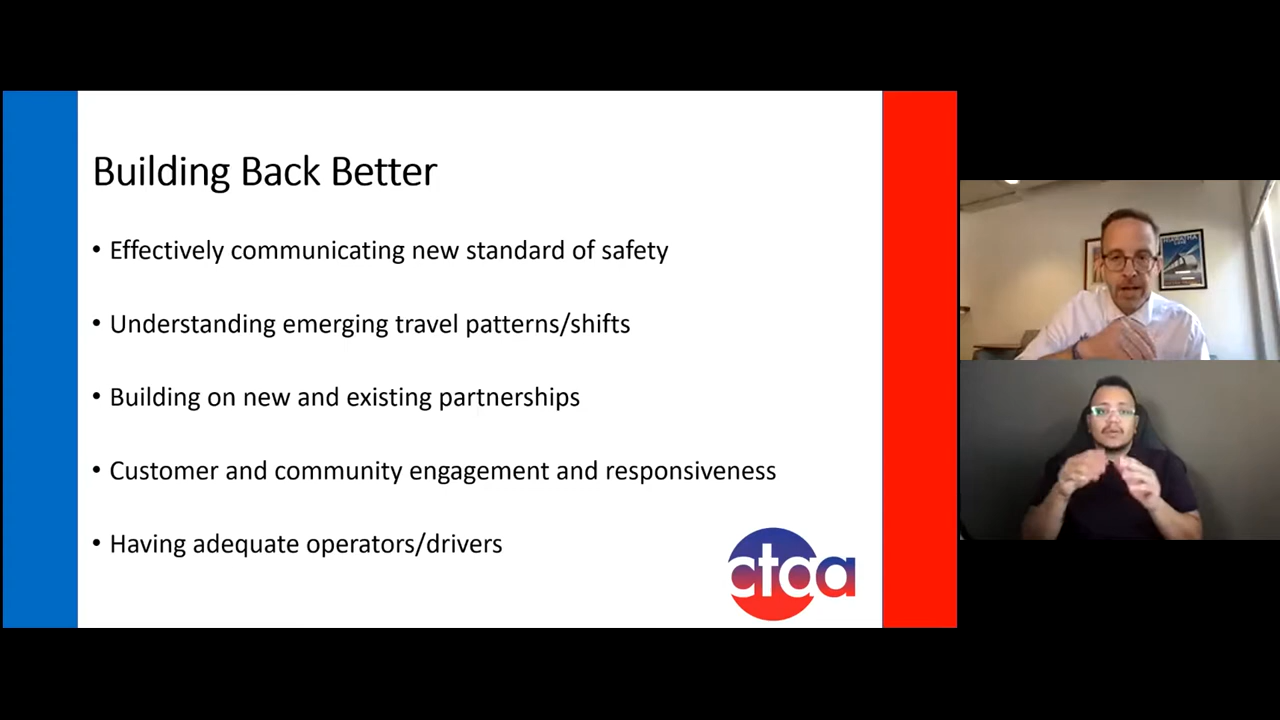 Building Back Better
• Effectively communicating new standard of safety
• Understanding emerging travel patterns/shifts
• Building on new and existing partnerships
• Customer and community engagement and responsiveness
• Having adequate operators/drivers
ctaa
HIAWATHA